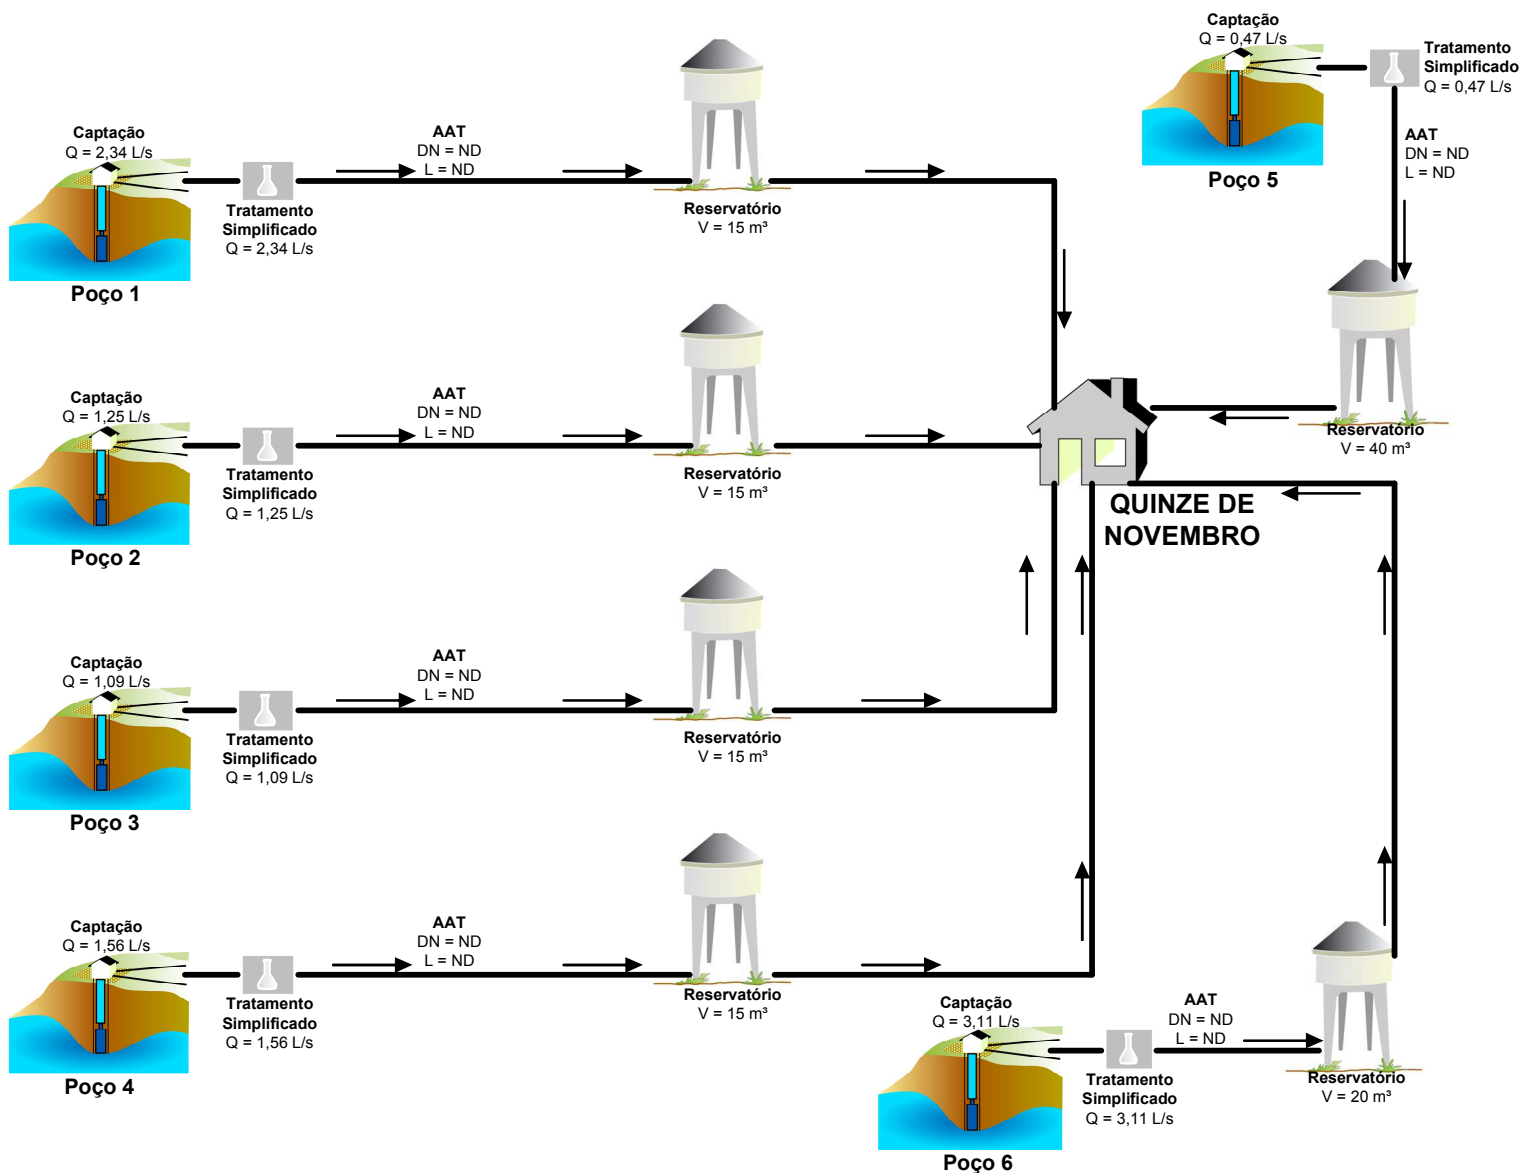 Captação
Q = 2,34 L/s
Tratamento
Simplificado
Q = 2,34 L/s
Poço 1
AAT
DN = ND
L = ND
Reservatório
V = 15 m³
Captação
Q = 0,47 L/s
Tratamento
Simplificado
Q = 0,47 L/s
Poço 5
AAT
DN = ND
L = ND
Reservatório
V = 40 m³
Captação
Q = 1,25 L/s
Tratamento
Simplificado
Q = 1,25 L/s
Poço 2
AAT
DN = ND
L = ND
Reservatório
V = 15 m³
QUINZE DE
NOVEMBRO
Captação
Q = 1,09 L/s
Tratamento
Simplificado
Q = 1,09 L/s
Poço 3
AAT
DN = ND
L = ND
Reservatório
V = 15 m³
Captação
Q = 1,56 L/s
Tratamento
Simplificado
Q = 1,56 L/s
Poço 4
AAT
DN = ND
L = ND
Reservatório
V = 15 m³
Captação
Q = 3,11 L/s
Tratamento
Simplificado
Q = 3,11 L/s
Poço 6
AAT
DN = ND
L = ND
Reservatório
V = 20 m³